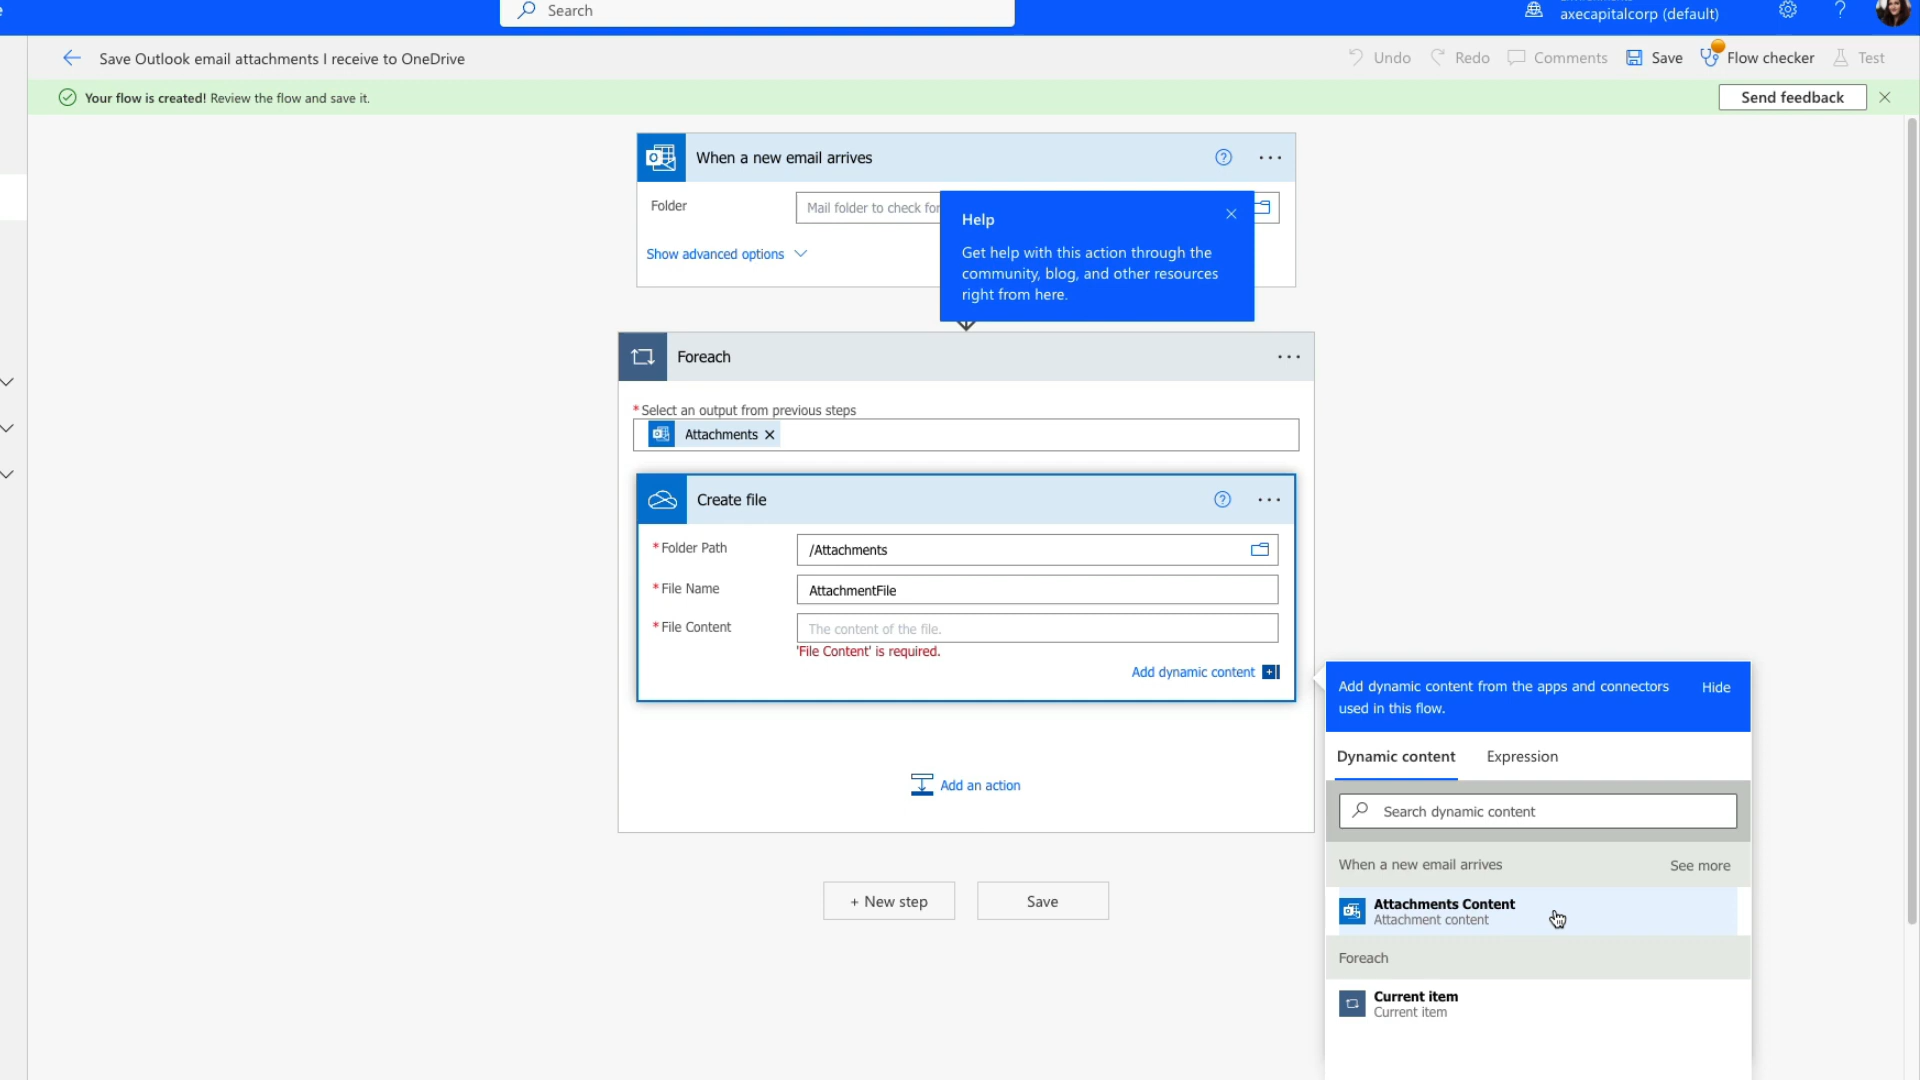 Search
axecapitalcorp (default)
Save Outlook email attachments I receive to OneDrive
Undo
Redo
Comments
Save
Flow checker
Test
Your flow is created! Review the flow and save it.
Send feedback
When a new email arrives
Folder
Mail folder to check for
Show advanced options
Help
Get help with this action through the
community, blog, and other resources
right from here.
Foreach
*Select an output from previous steps
Attachments
Create file
*Folder Path
/Attachments
*File Name
AttachmentFile
*File Content
The content of the file.
'File Content' is required.
Add dynamic content
Add an action
+ New step
Save
Add dynamic content from the apps and connectors
used in this flow.
Hide
Dynamic content
Expression
Search dynamic content
When a new email arrives
See more
Attachments Content
Attachment content
Foreach
Current item
Current item